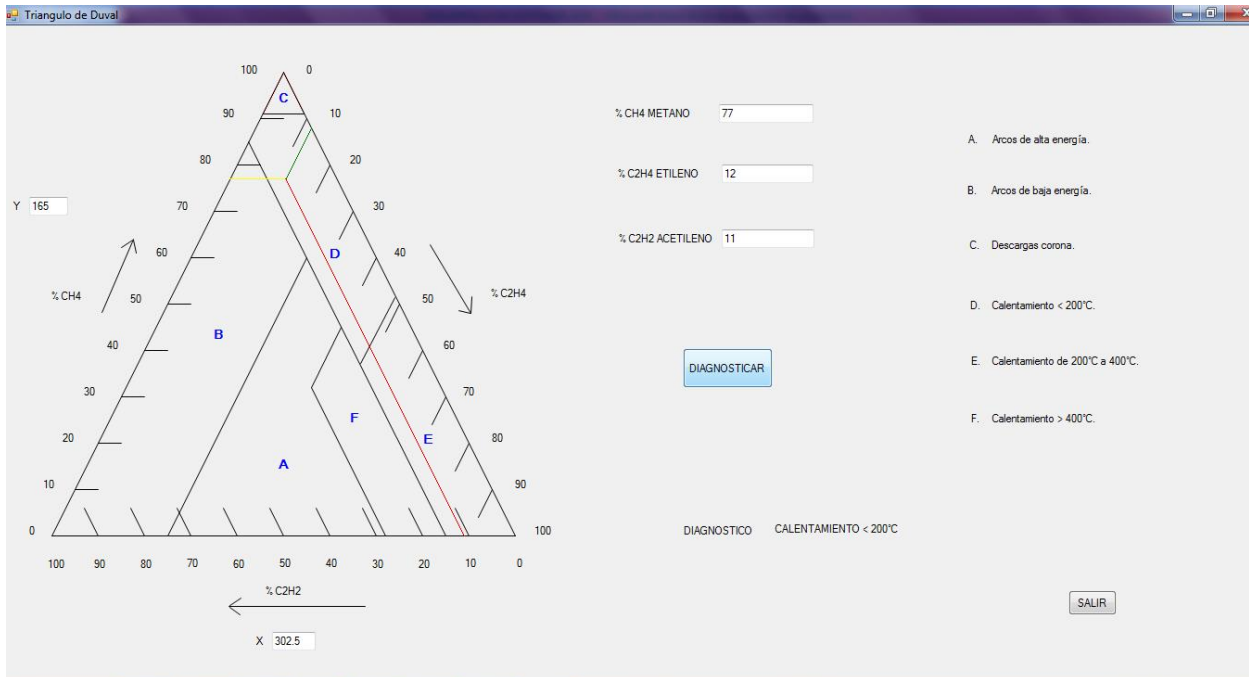 Triangulo de Duval
100 0
C
90 10
80 20
Y 165 70 30
D
60 40
% CH4 50 50 % C2H4
B
40 60
30 70
F
20 E 80
A
10 90
0 100
100 90 80 70 60 50 40 30 20 10 0
% C2H2
X 302.5
% CH4 METANO 77
% C2H4 ETILENO 12
% C2H2 ACETILENO 11
DIAGNOSTICAR
DIAGNOSTICO CALENTAMIENTO < 200°C
A. Arcos de alta energía.
B. Arcos de baja energía.
C. Descargas corona.
D. Calentamiento < 200°C.
E. Calentamiento de 200°C a 400°C.
F. Calentamiento > 400°C.
SALIR